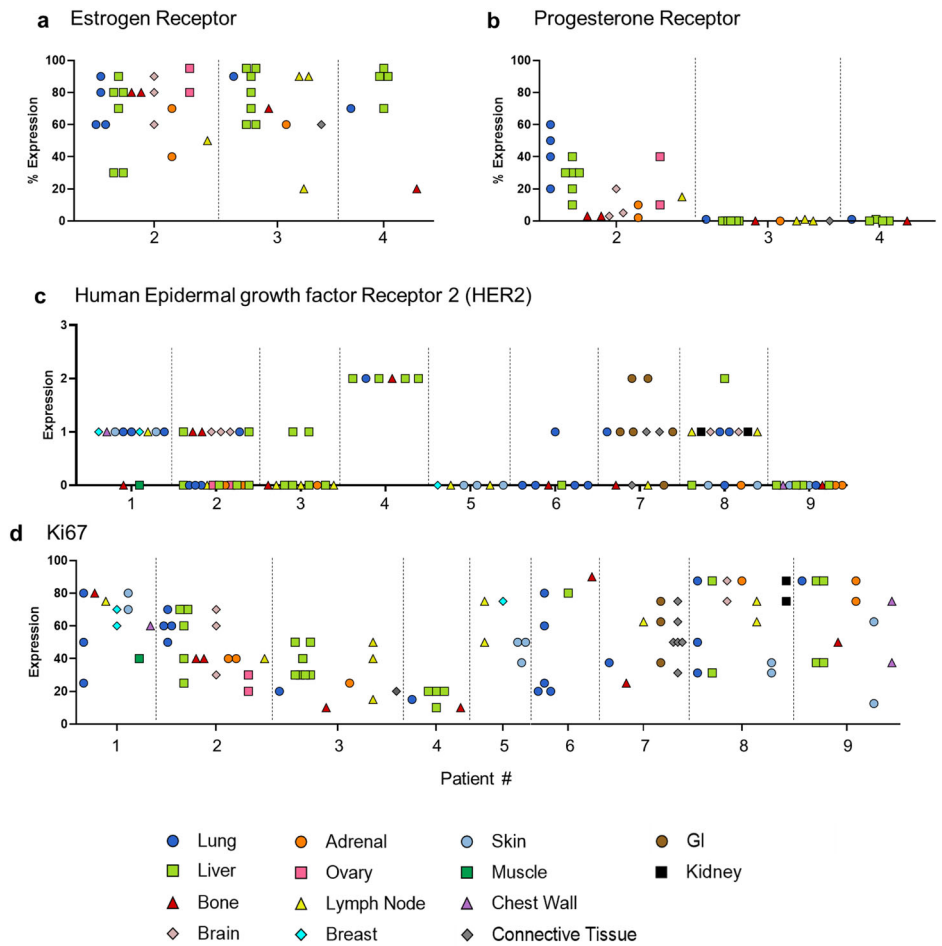 a Estrogen Receptor
% Expression
100
80
60
40
20
0
2 3 4
b Progesterone Receptor
% Expression
100
80
60
40
20
0
2 3 4
c Human Epidermal growth factor Receptor 2 (HER2)
Expression
3
2
1
0
1 2 3 4 5 6 7 8 9
d Ki67
Expression
100
80
60
40
20
0
1 2 3 4 5 6 7 8 9
Patient #
Lung Adrenal Skin GI
Liver Ovary Muscle Kidney
Bone Lymph Node Chest Wall
Brain Breast Connective Tissue